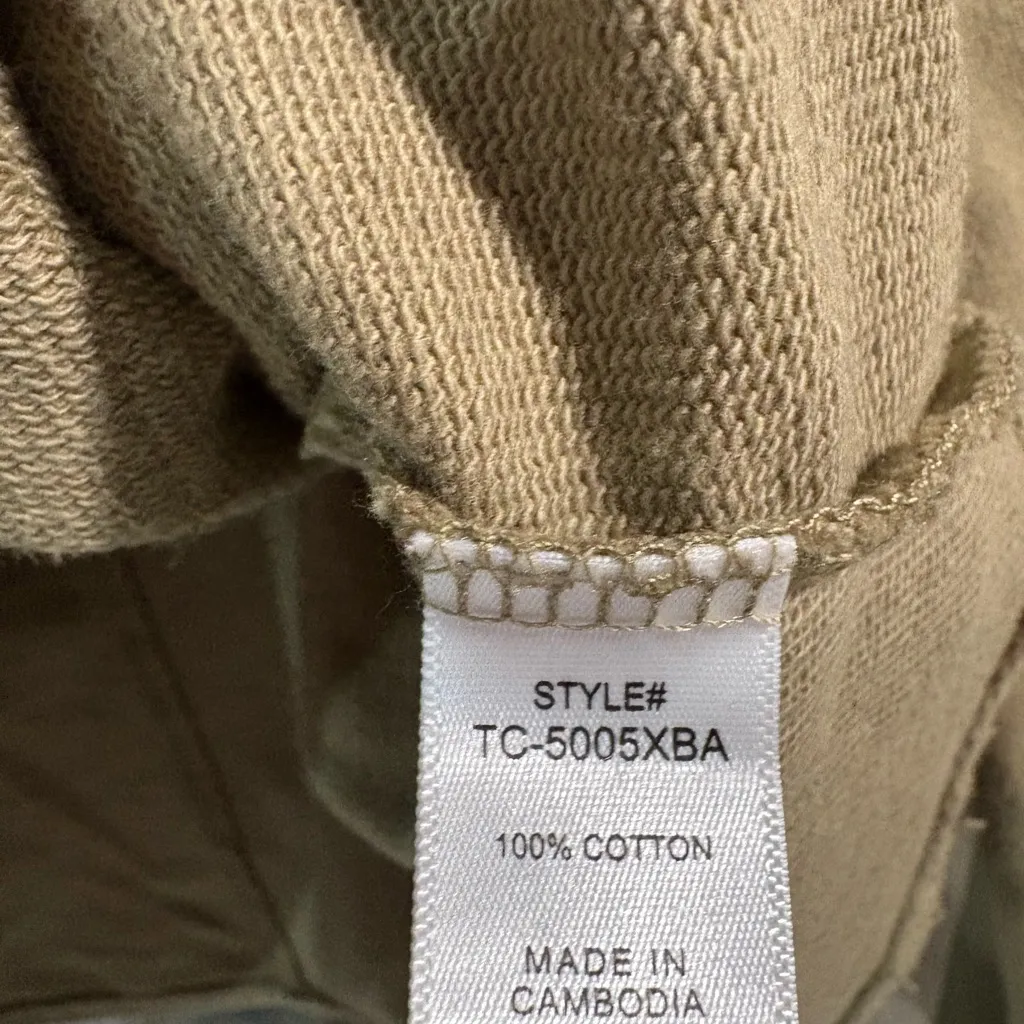 STYLE#
TC-5005XBA
100% COTTON
MADE IN
CAMBODIA